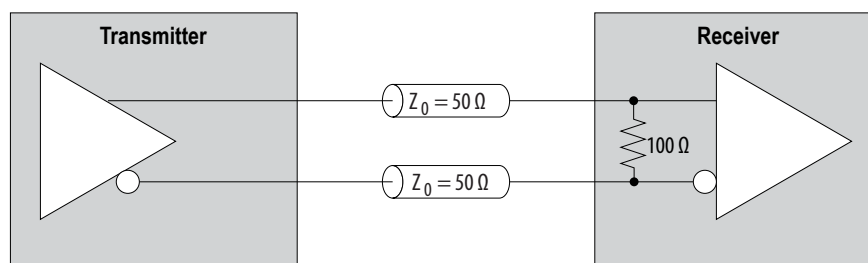 Transmitter
Receiver
Z0 = 50 Ω
100 Ω
Z0 = 50 Ω